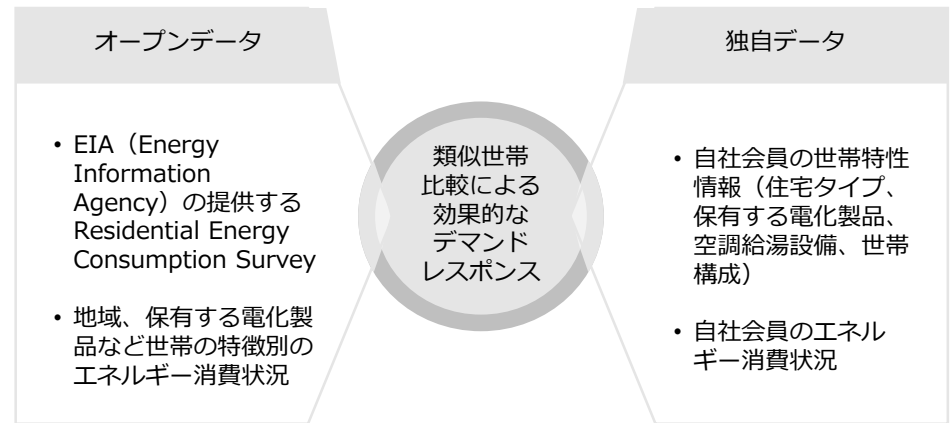 オープンデータ
• EIA（Energy
Information
Agency）の提供する
Residential Energy
Consumption Survey
• 地域、保有する電化製
品など世帯の特徴別の
エネルギー消費状況
類似世帯
比較による
効果的な
デマンド
レスポンス
独自データ
• 自社会員の世帯特性
情報（住宅タイプ、
保有する電化製品、
空調給湯設備、世帯
構成）
• 自社会員のエネル
ギー消費状況